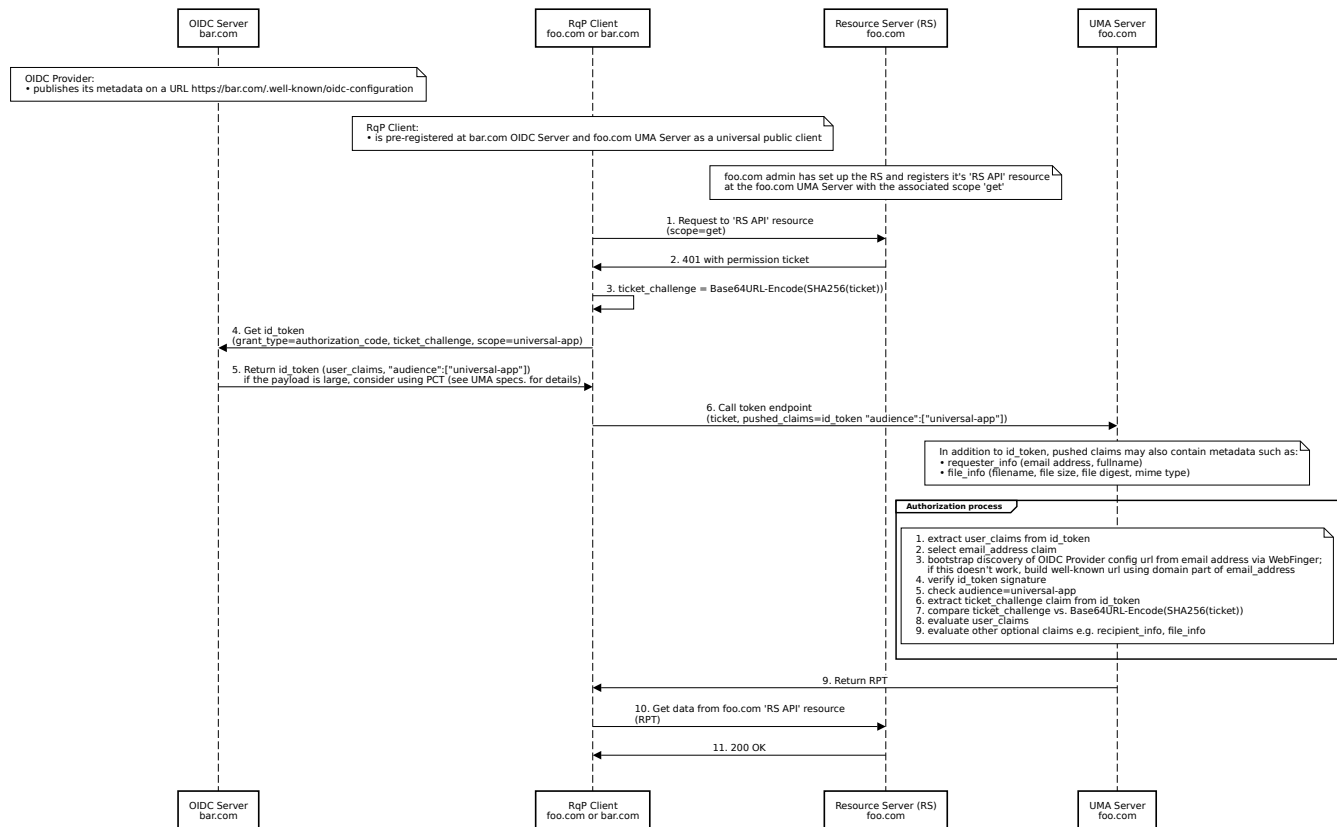 OIDC Server
bar.com
RqP Client
foo.com or bar.com
Resource Server (RS)
foo.com
UMA Server
foo.com
OIDC Provider:
• publishes its metadata on a URL https://bar.com/.well-known/oidc-configuration
RqP Client:
• is pre-registered at bar.com OIDC Server and foo.com UMA Server as a universal public client
foo.com admin has set up the RS and registers it's 'RS API' resource
at the foo.com UMA Server with the associated scope 'get'
1. Request to 'RS API' resource
(scope=get)
2. 401 with permission ticket
3. ticket_challenge = Base64URL-Encode(SHA256(ticket))
4. Get id_token
(grant_type=authorization_code, ticket_challenge, scope=universal-app)
5. Return id_token (user_claims, "audience":["universal-app"])
if the payload is large, consider using PCT (see UMA specs. for details)
6. Call token endpoint
(ticket, pushed_claims=id_token "audience":["universal-app"])
In addition to id_token, pushed claims may also contain metadata such as:
• requester_info (email address, fullname)
• file_info (filename, file size, file digest, mime type)
Authorization process
1. extract user_claims from id_token
2. select email_address claim
3. bootstrap discovery of OIDC Provider config url from email address via WebFinger;
if this doesn't work, build well-known url using domain part of email_address
4. verify id_token signature
5. check audience=universal-app
6. extract ticket_challenge claim from id_token
7. compare ticket_challenge vs. Base64URL-Encode(SHA256(ticket))
8. evaluate user_claims
9. evaluate other optional claims e.g. recipient_info, file_info
9. Return RPT
10. Get data from foo.com 'RS API' resource
(RPT)
11. 200 OK
OIDC Server
bar.com
RqP Client
foo.com or bar.com
Resource Server (RS)
foo.com
UMA Server
foo.com